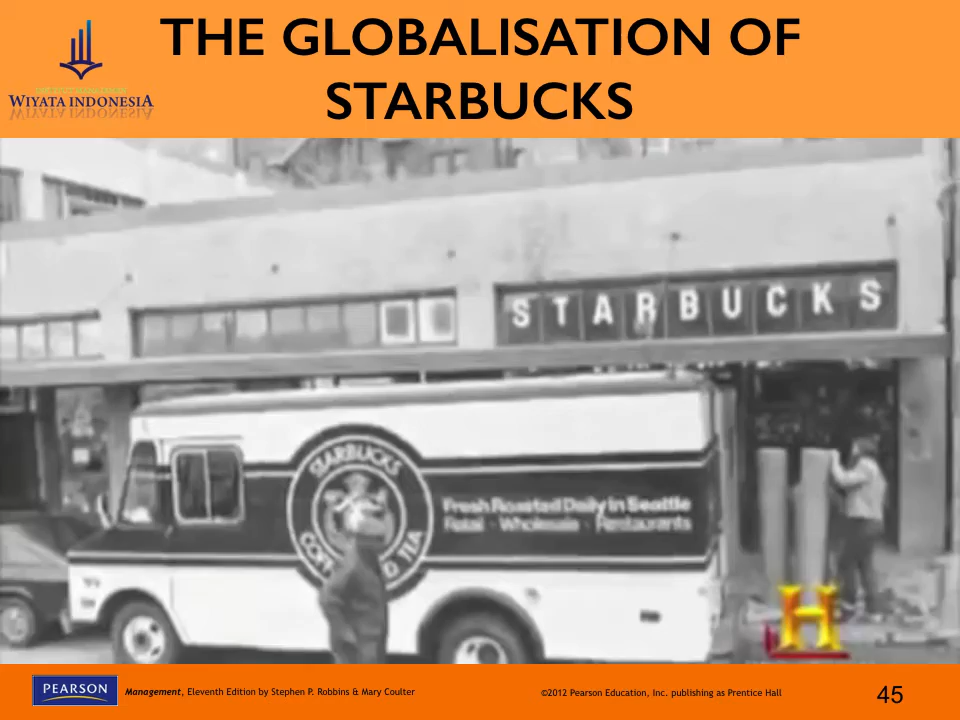 THE GLOBALISATION OF
STARBUCKS
WIYATA INDONESIA
STARBUCKS
STARBUCKS
Fresh Roasted Daily in Seattle
Retail - Wholesale - Restaurants
TEA
H
PEARSON
Management, Eleventh Edition by Stephen P. Robbins & Mary Coulter
©2012 Pearson Education, Inc. publishing as Prentice Hall
45